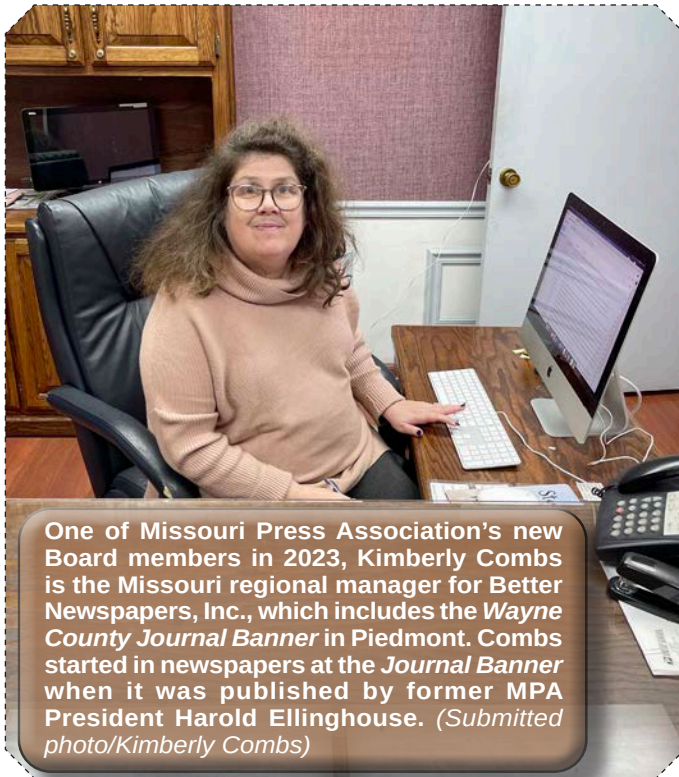 One of Missouri Press Association’s new
Board members in 2023, Kimberly Combs
is the Missouri regional manager for Better
Newspapers, Inc., which includes the Wayne
County Journal Banner in Piedmont. Combs
started in newspapers at the Journal Banner
when it was published by former MPA
President Harold Ellinghouse. (Submitted
photo/Kimberly Combs)